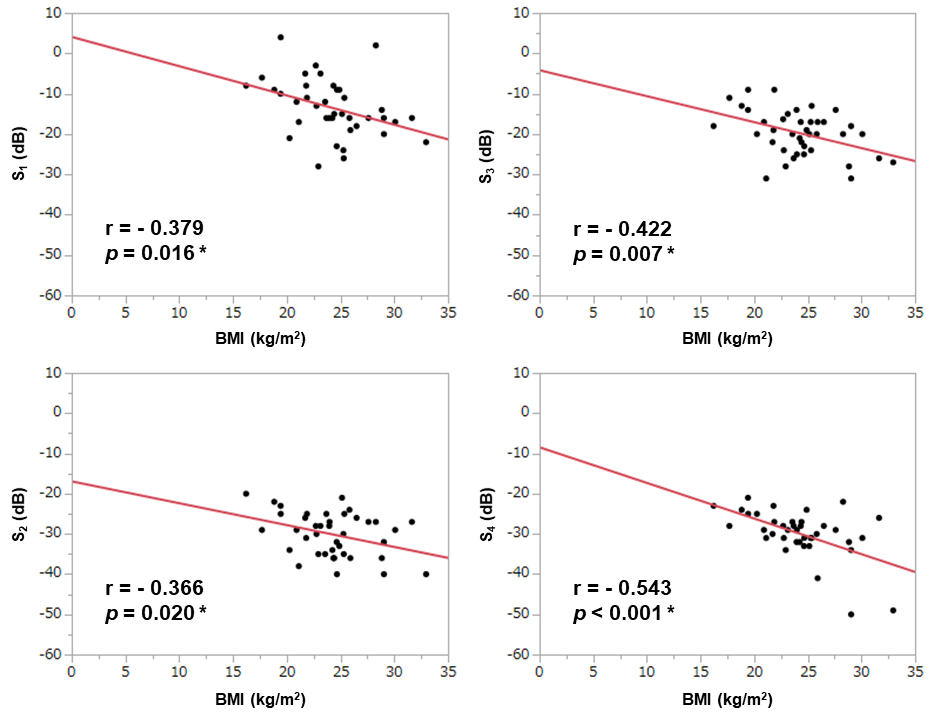 10
0
-10
-20
-30
-40
-50
-60
S1 (dB)
r = - 0.379
p = 0.016 *
0 5 10 15 20 25 30 35
BMI (kg/m²)
10
0
-10
-20
-30
-40
-50
-60
S3 (dB)
r = - 0.422
p = 0.007 *
0 5 10 15 20 25 30 35
BMI (kg/m²)
10
0
-10
-20
-30
-40
-50
-60
S2 (dB)
r = - 0.366
p = 0.020 *
0 5 10 15 20 25 30 35
BMI (kg/m²)
10
0
-10
-20
-30
-40
-50
-60
S4 (dB)
r = - 0.543
p < 0.001 *
0 5 10 15 20 25 30 35
BMI (kg/m²)